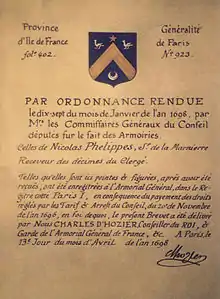 Province
d'Ile de France
folº 402.
Généralité
de Paris
Nº 923.
PAR ORDONNANCE RENDUE
le dix-sept du mois de Janvier de l'an 1698, par
Mrs les Commissaires Généraux du Conseil
députés sur le fait des Armoiries.
Celles de Nicolas Phelippes, Sr. de la Marnierre
Receveur des décimes du Clergé.
Telles qu'elles sont ici peintes & figurées, après avoir été
reçues, ont été enregistrées à l'Armorial Général, dans le Re-
gistre cotté Paris I, en conséquence du payement des droits
réglés par les Tarif & Arrest du Conseil, du 20e de Novembre
de l'an 1696, en foi de quoi, le présent Brevet a été délivré
par Nous CHARLES D'HOZIER, Conseiller du ROI, &
Garde de l'Armorial Général de France, &c. A Paris le
13e Jour du mois d'Avril de l'an 1698
d'hozier